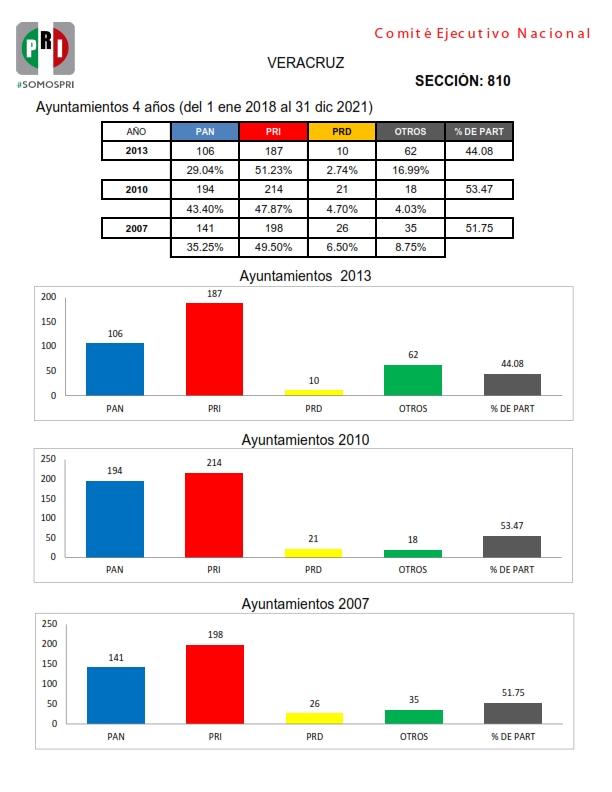 Comité Ejecutivo Nacional
PRI
#SOMOSPRI
VERACRUZ
SECCIÓN: 810
Ayuntamientos 4 años (del 1 ene 2018 al 31 dic 2021)
AÑO PAN PRI PRD OTROS % DE PART
2013 106 187 10 62 44.08
29.04% 51.23% 2.74% 16.99%
2010 194 214 21 18 53.47
43.40% 47.87% 4.70% 4.03%
2007 141 198 26 35 51.75
35.25% 49.50% 6.50% 8.75%
Ayuntamientos 2013
200
150
100
50
0
106 187 10 62 44.08
PAN PRI PRD OTROS % DE PART
Ayuntamientos 2010
250
200
150
100
50
0
194 214 21 18 53.47
PAN PRI PRD OTROS % DE PART
Ayuntamientos 2007
250
200
150
100
50
0
141 198 26 35 51.75
PAN PRI PRD OTROS % DE PART